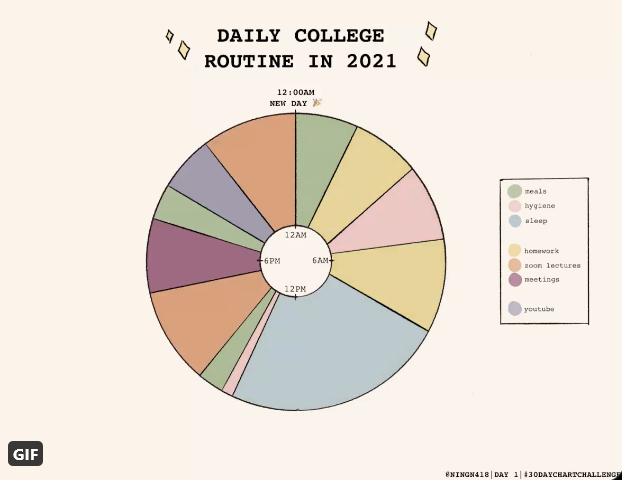 DAILY COLLEGE
ROUTINE IN 2021
12:00AM
NEW DAY
12AM
6PM
6AM
12PM
meals
hygiene
sleep
homework
zoom lectures
meetings
youtube
GIF
@NINGN418|DAY 1|#30DAYCHARTCHALLENGE